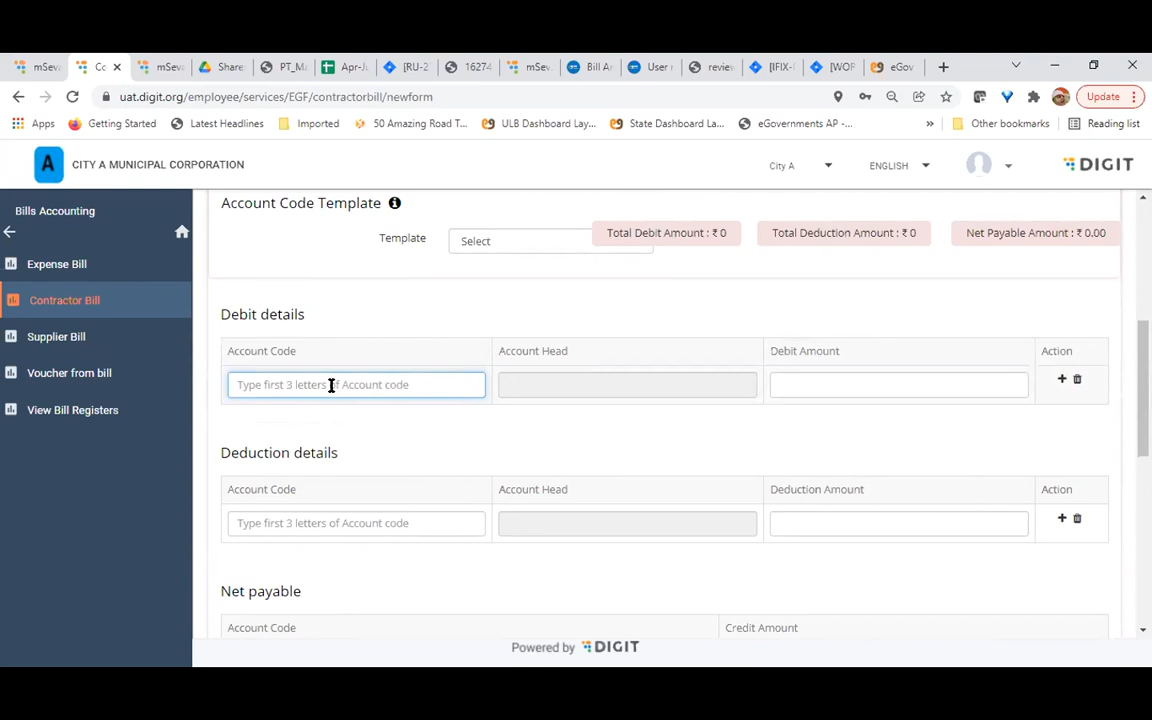 mSeva
Co
mSeva
Share
PT_Ma
Apr-J
[RU-2
16274
mSev
Bill A
User r
review
[IFIX-
[WOF
eGov
uat.digit.org/employee/services/EGF/contractorbill/newform
Update
Apps
Getting Started
Latest Headlines
Imported
50 Amazing Road T...
ULB Dashboard Lay...
State Dashboard La...
eGovernments AP -...
»
Other bookmarks
Reading list
A
CITY A MUNICIPAL CORPORATION
City A
ENGLISH
DIGIT
Bills Accounting
Expense Bill
Contractor Bill
Supplier Bill
Voucher from bill
View Bill Registers
Account Code Template
Template
Select
Total Debit Amount : ₹ 0
Total Deduction Amount : ₹ 0
Net Payable Amount : ₹ 0.00
Debit details
Account Code
Account Head
Debit Amount
Action
Type first 3 letters of Account code
Deduction details
Account Code
Account Head
Deduction Amount
Action
Type first 3 letters of Account code
Net payable
Account Code
Credit Amount
Powered by DIGIT